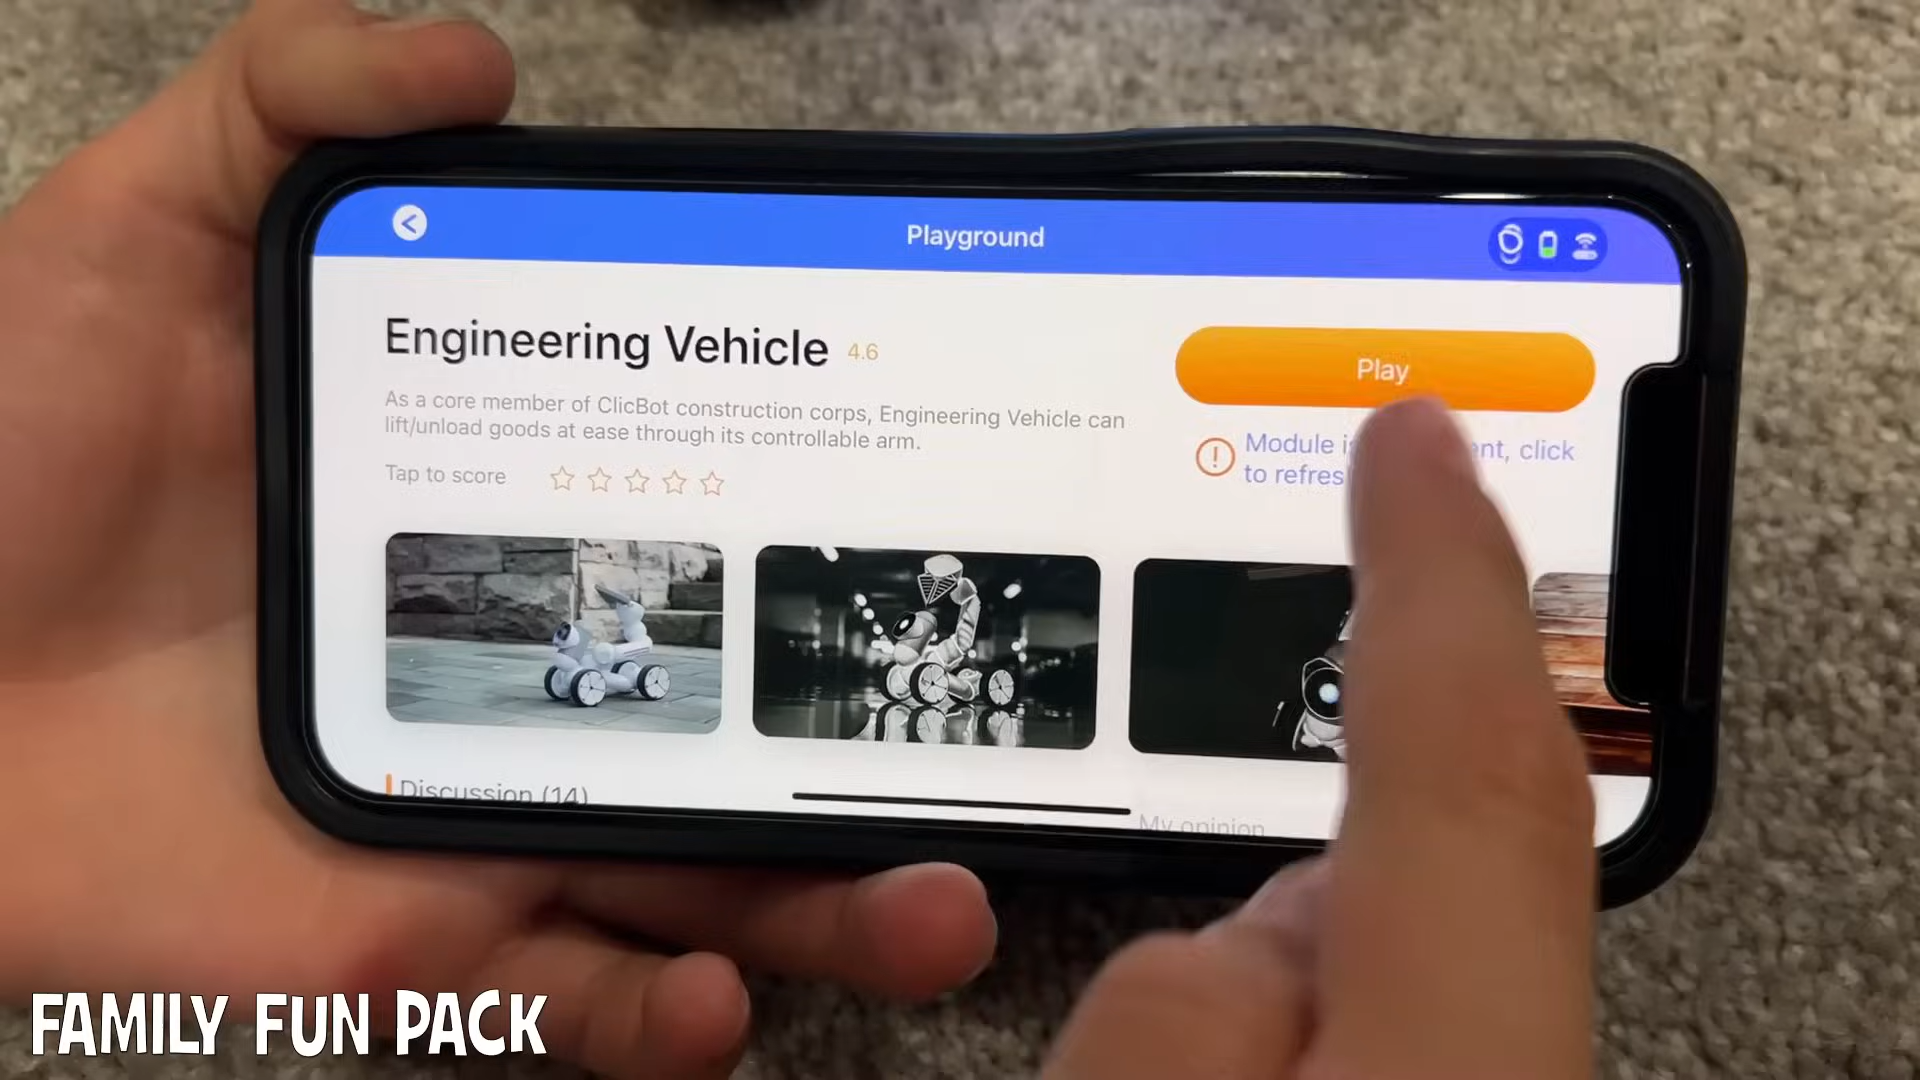 Playground
Engineering Vehicle 4.6
Play
As a core member of ClicBot construction corps, Engineering Vehicle can
lift/unload goods at ease through its controllable arm.
Module click
to
Tap to score
Discussion (14)
My opinion
FAMILY FUN PACK